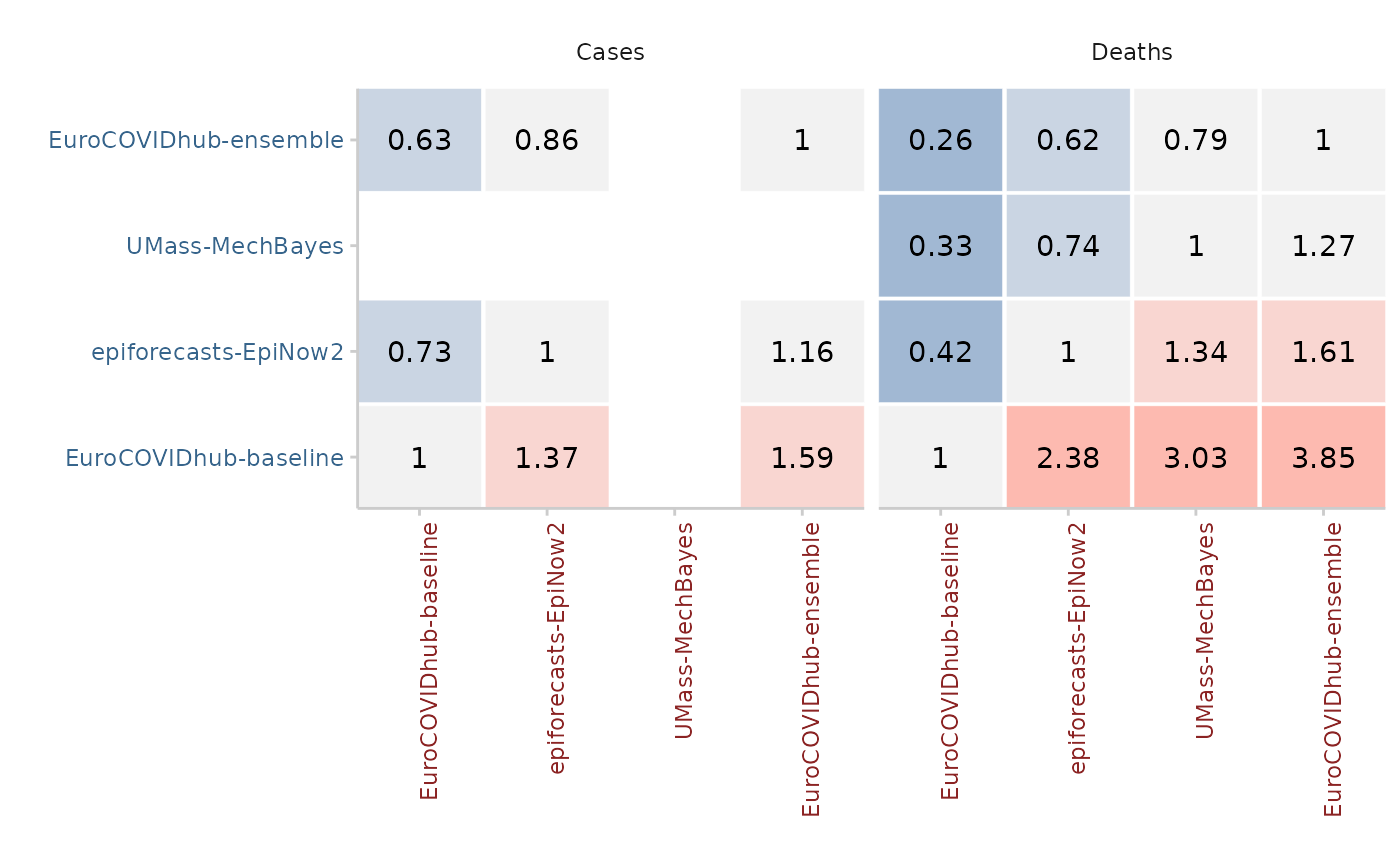 Cases Deaths
EuroCOVIDhub-ensemble 0.63 0.86 1 0.26 0.62 0.79 1
UMass-MechBayes 0.33 0.74 1 1.27
epiforecasts-EpiNow2 0.73 1 1.16 0.42 1 1.34 1.61
EuroCOVIDhub-baseline 1 1.37 1.59 1 2.38 3.03 3.85
EuroCOVIDhub-baseline
epiforecasts-EpiNow2
UMass-MechBayes
EuroCOVIDhub-ensemble
EuroCOVIDhub-baseline
epiforecasts-EpiNow2
UMass-MechBayes
EuroCOVIDhub-ensemble